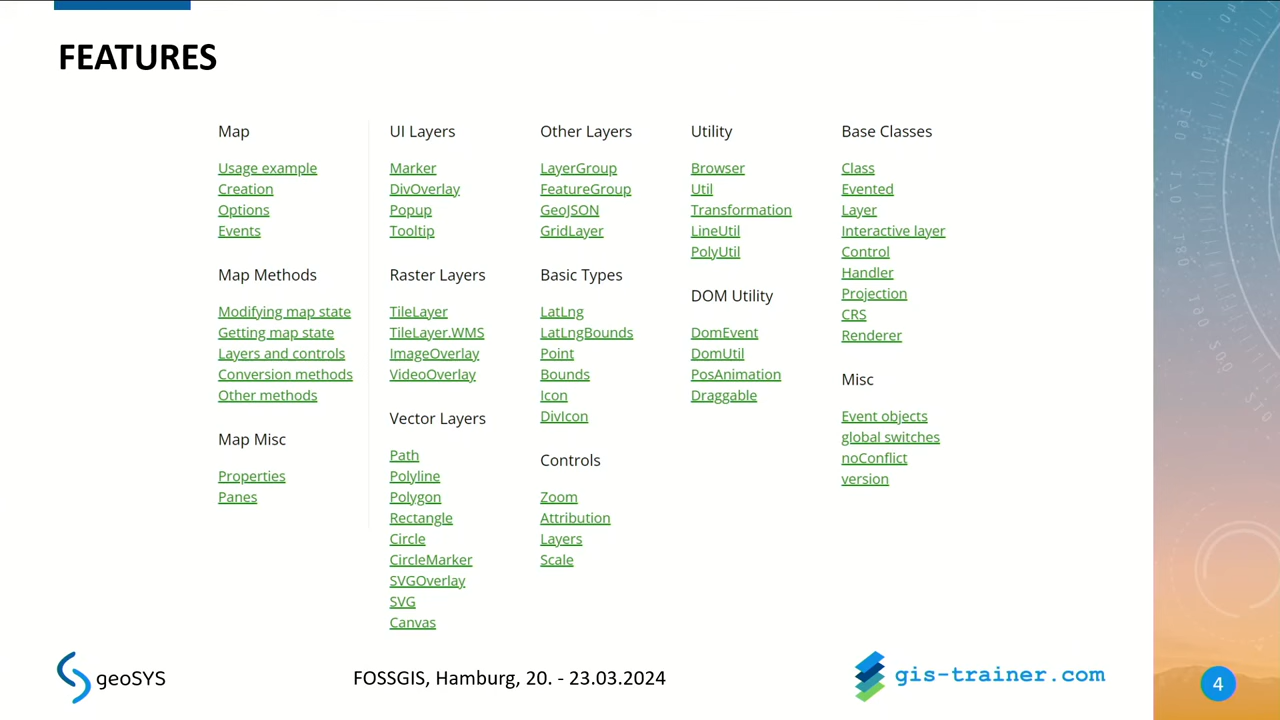 FEATURES
Map
Usage example
Creation
Options
Events
Map Methods
Modifying map state
Getting map state
Layers and controls
Conversion methods
Other methods
Map Misc
Properties
Panes
UI Layers
Marker
DivOverlay
Popup
Tooltip
Raster Layers
TileLayer
TileLayer.WMS
ImageOverlay
VideoOverlay
Vector Layers
Path
Polyline
Polygon
Rectangle
Circle
CircleMarker
SVGOverlay
SVG
Canvas
Other Layers
LayerGroup
FeatureGroup
GeoJSON
GridLayer
Basic Types
LatLng
LatLngBounds
Point
Bounds
Icon
DivIcon
Controls
Zoom
Attribution
Layers
Scale
Utility
Browser
Util
Transformation
LineUtil
PolyUtil
DOM Utility
DomEvent
DomUtil
PosAnimation
Draggable
Base Classes
Class
Evented
Layer
Interactive layer
Control
Handler
Projection
CRS
Renderer
Misc
Event objects
global switches
noConflict
version
geoSYS
FOSSGIS, Hamburg, 20. - 23.03.2024
gis-trainer.com
4